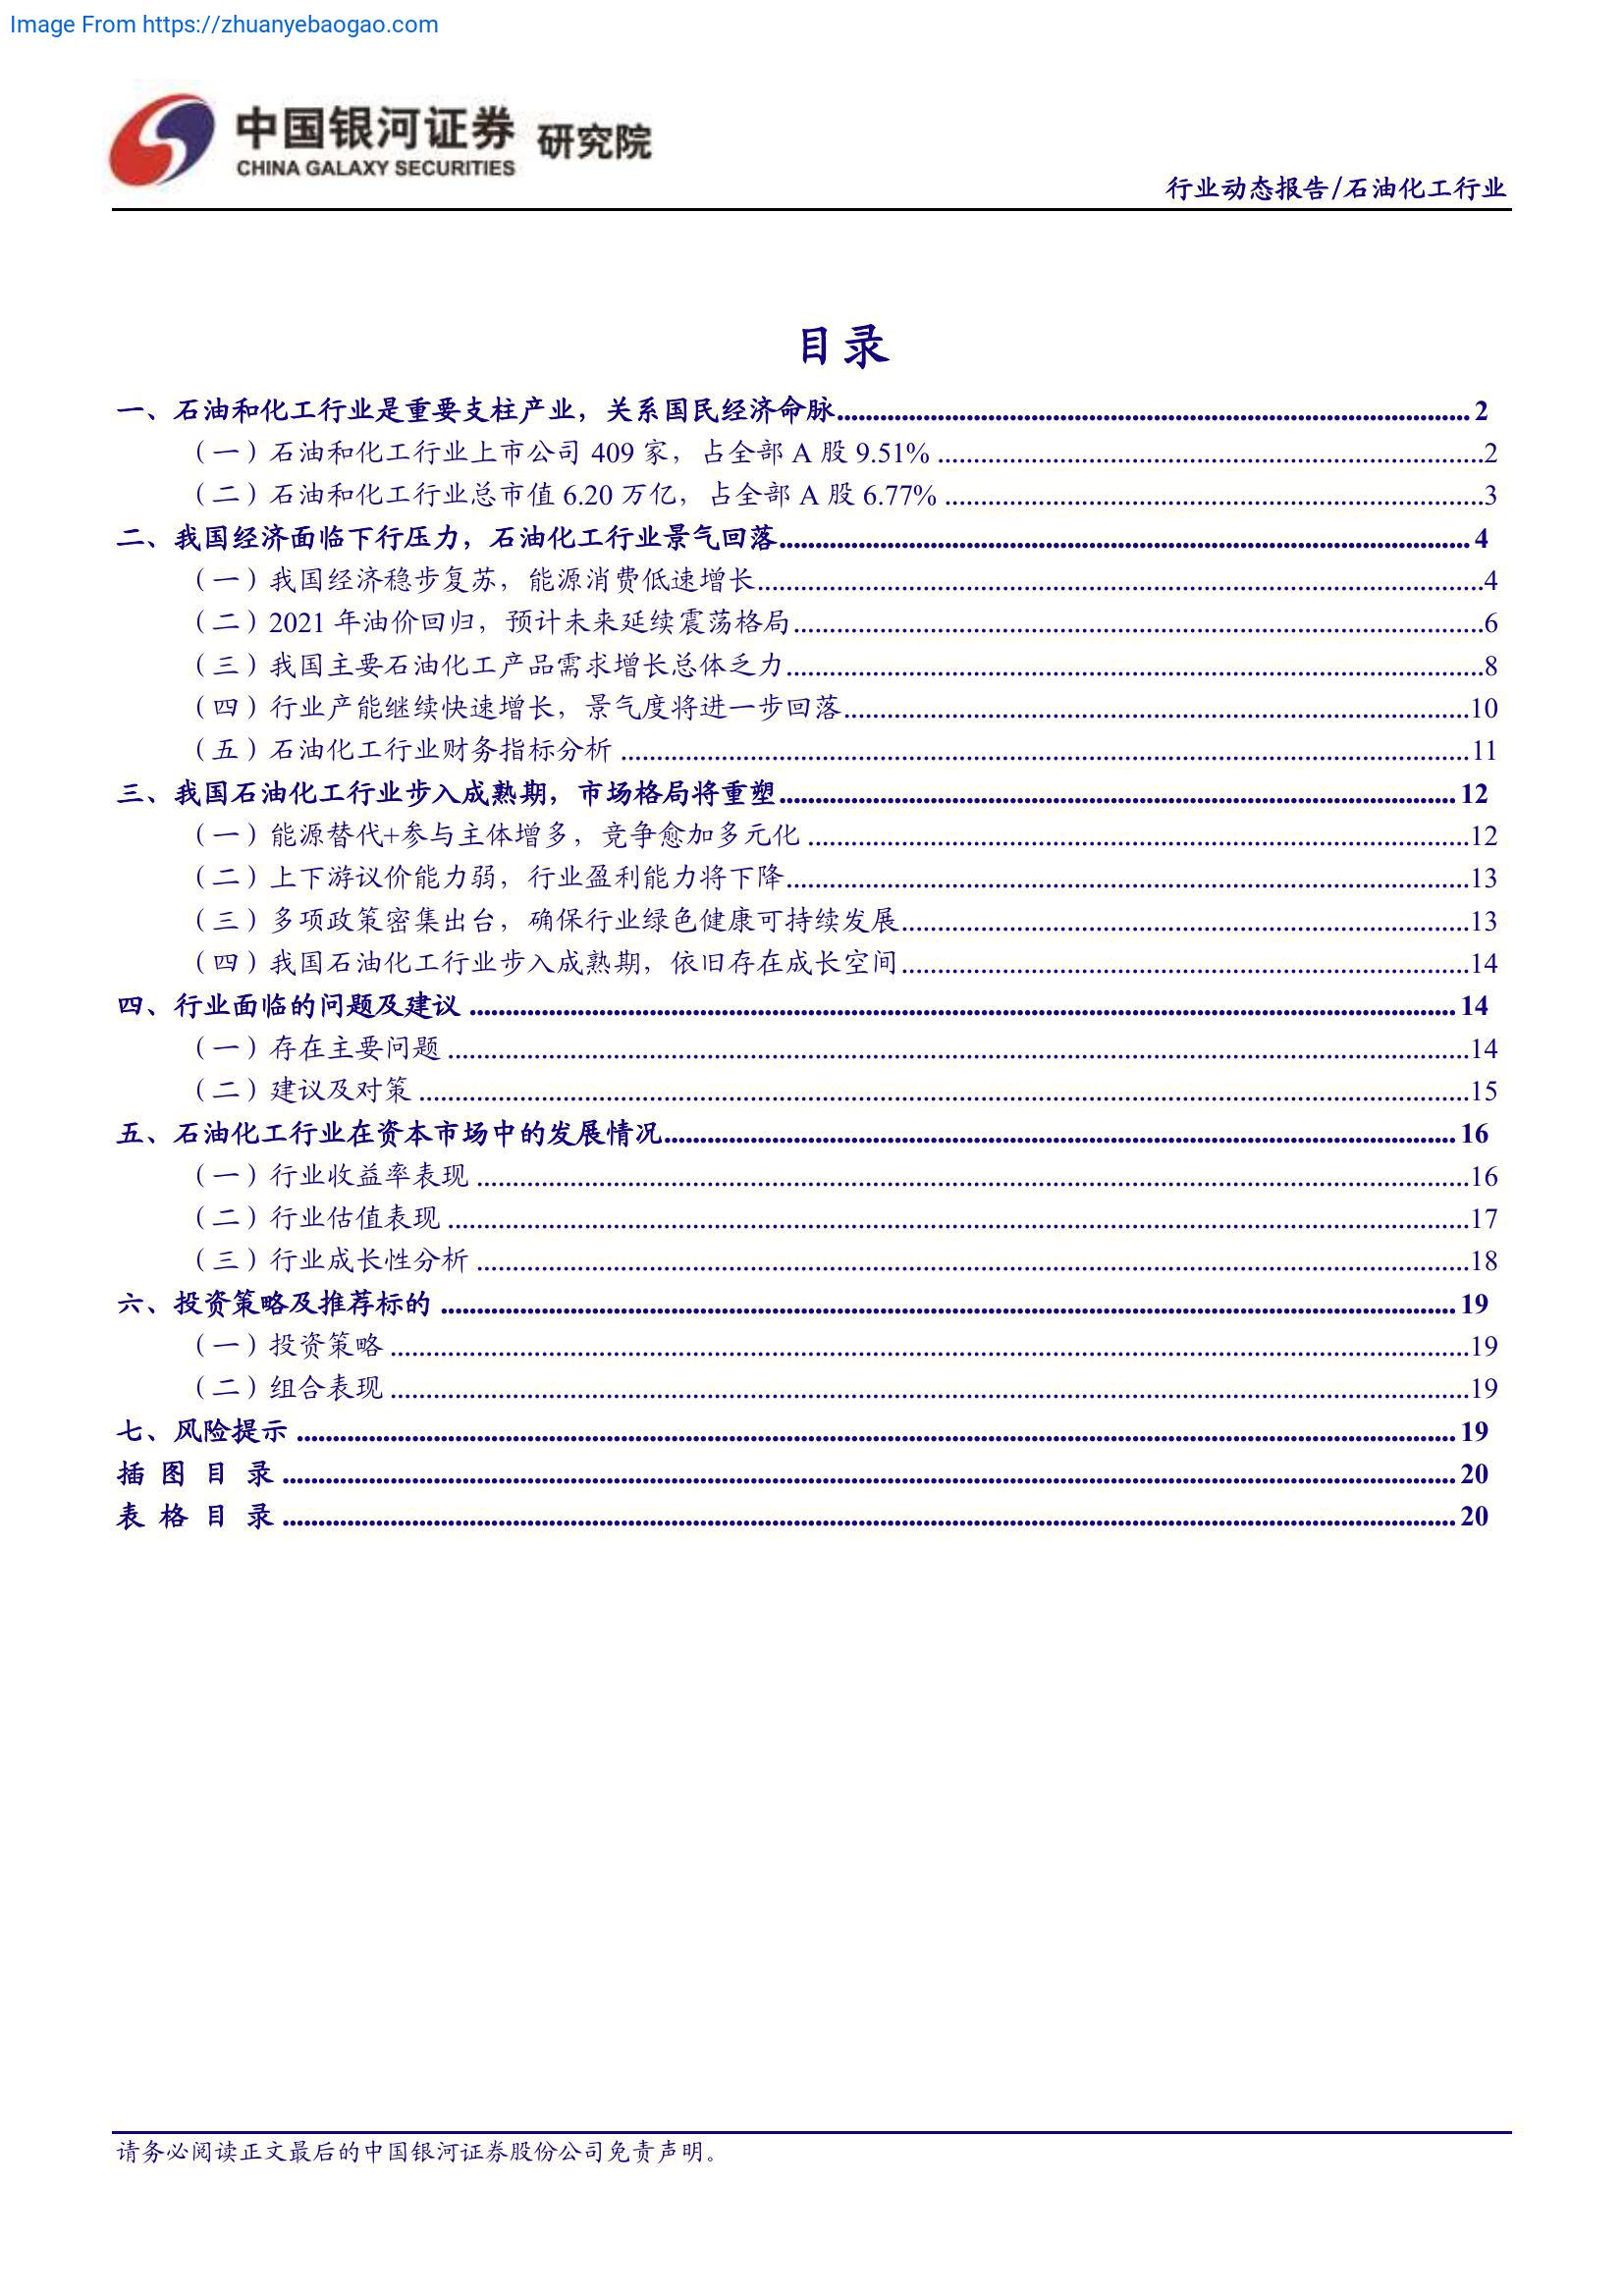 Image From https://zhuanyebaogao.com
中国银河证券 研究院
CHINA GALAXY SECURITIES
行业动态报告/石油化工行业
目录
一、石油和化工行业是重要支柱产业，关系国民经济命脉 2
（一）石油和化工行业上市公司 409 家，占全部 A 股 9.51% 2
（二）石油和化工行业总市值 6.20 万亿，占全部 A 股 6.77% 3
二、我国经济面临下行压力，石油化工行业景气回落 4
（一）我国经济稳步复苏，能源消费低速增长 4
（二）2021 年油价回归，预计未来延续震荡格局 6
（三）我国主要石油化工产品需求增长总体乏力 8
（四）行业产能继续快速增长，景气度将进一步回落 10
（五）石油化工行业财务指标分析 11
三、我国石油化工行业步入成熟期，市场格局将重塑 12
（一）能源替代+参与主体增多，竞争愈加多元化 12
（二）上下游议价能力弱，行业盈利能力将下降 13
（三）多项政策密集出台，确保行业绿色健康可持续发展 13
（四）我国石油化工行业步入成熟期，依旧存在成长空间 14
四、行业面临的问题及建议 14
（一）存在主要问题 14
（二）建议及对策 15
五、石油化工行业在资本市场中的发展情况 16
（一）行业收益率表现 16
（二）行业估值表现 17
（三）行业成长性分析 18
六、投资策略及推荐标的 19
（一）投资策略 19
（二）组合表现 19
七、风险提示 19
插 图 目 录 20
表 格 目 录 20
请务必阅读正文最后的中国银河证券股份公司免责声明。